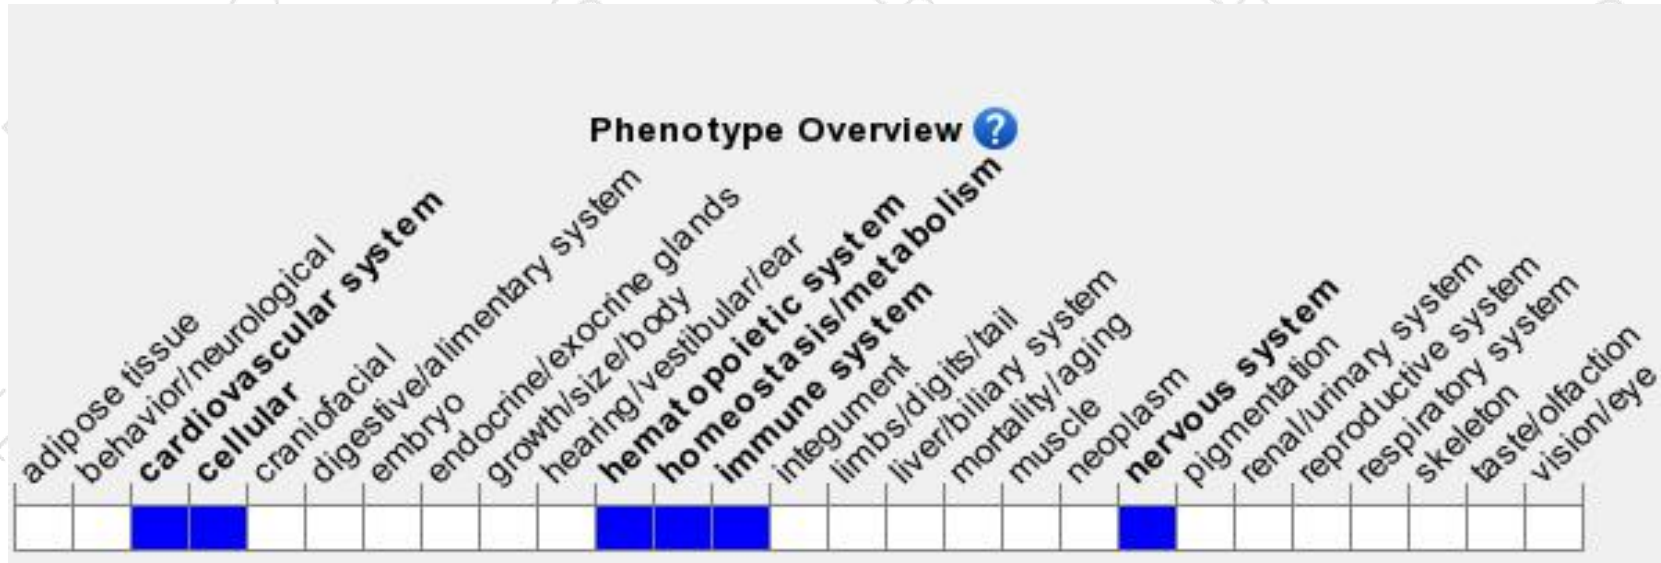 Phenotype Overview ?
adipose tissue
behavior/neurological
cardiovascular system
cellular
craniofacial
digestive/alimentary system
embryo
endocrine/exocrine glands
growth/size/body
hearing/vestibular/ear
hematopoietic system
homeostasis/metabolism
immune system
integument
limbs/digits/tail
liver/biliary system
mortality/aging
muscle
neoplasm
nervous system
pigmentation
renal/urinary system
reproductive system
respiratory system
skeleton
taste/olfaction
vision/eye